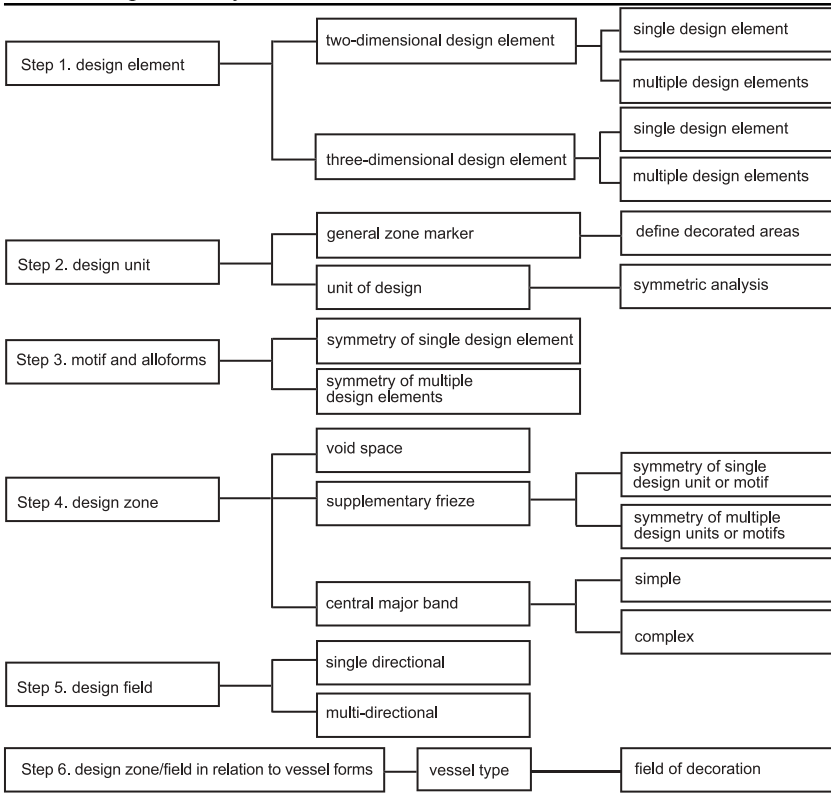 Step 1. design element
two-dimensional design element
single design element
multiple design elements
three-dimensional design element
single design element
multiple design elements
Step 2. design unit
general zone marker
define decorated areas
unit of design
symmetric analysis
Step 3. motif and alloforms
symmetry of single design element
symmetry of multiple
design elements
Step 4. design zone
void space
supplementary frieze
symmetry of single
design unit or motif
symmetry of multiple
design units or motifs
central major band
simple
complex
Step 5. design field
single directional
multi-directional
Step 6. design zone/field in relation to vessel forms
vessel type
field of decoration